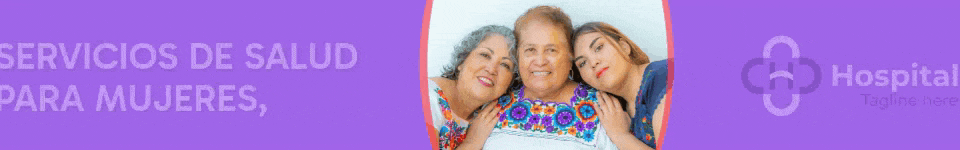 SERVICIOS DE SALUD
PARA MUJERES,
Hospital
Tagline here